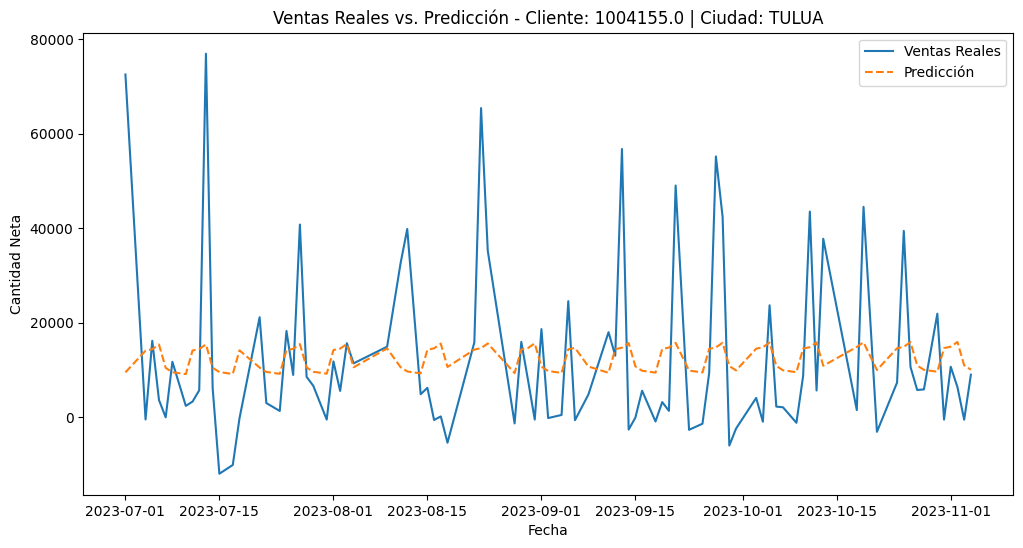 Ventas Reales vs. Predicción - Cliente: 1004155.0 | Ciudad: TULUA
Ventas Reales
Predicción
Cantidad Neta
80000
60000
40000
20000
0
2023-07-01 2023-07-15 2023-08-01 2023-08-15 2023-09-01 2023-09-15 2023-10-01 2023-10-15 2023-11-01
Fecha